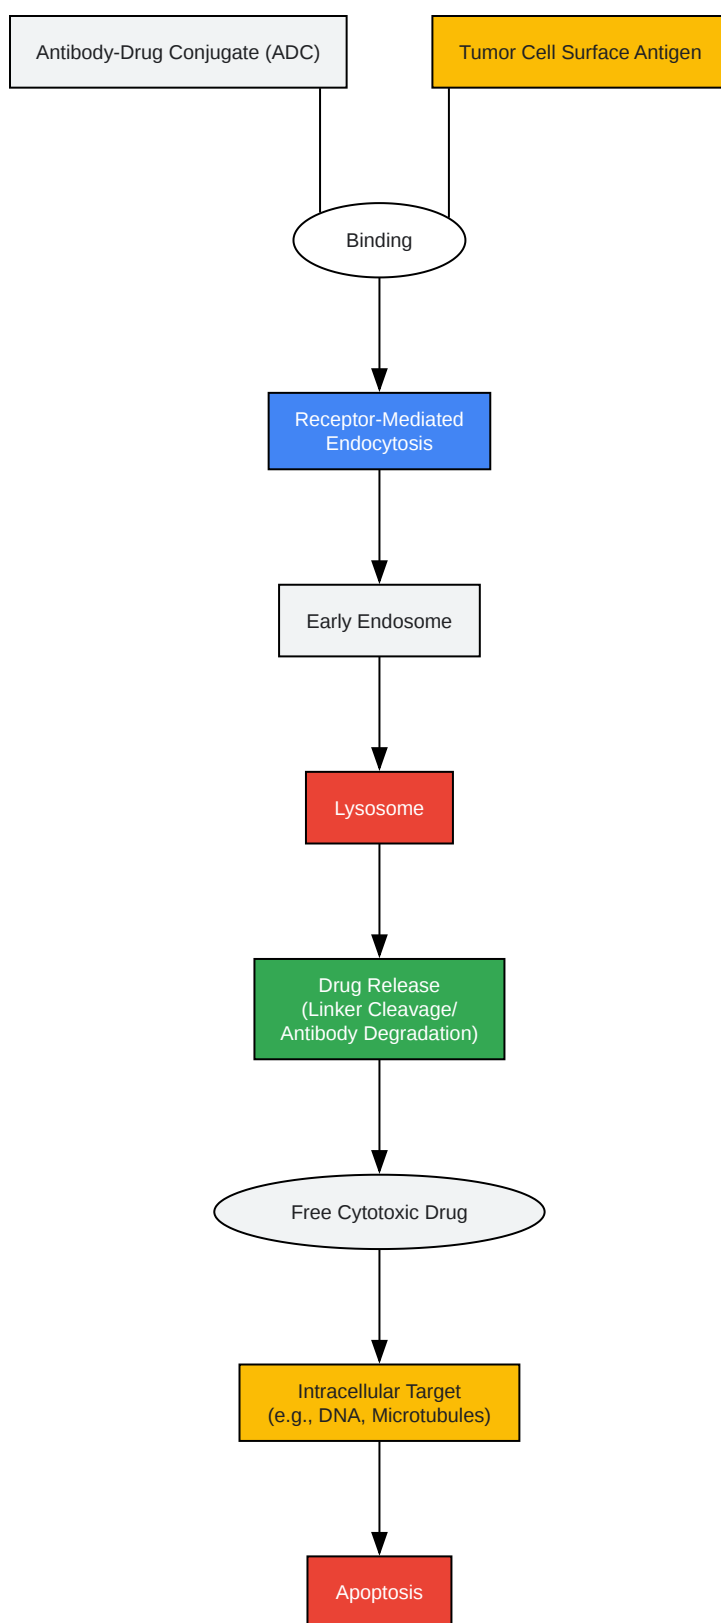 Antibody-Drug Conjugate (ADC)
Tumor Cell Surface Antigen
Binding
Receptor-Mediated
Endocytosis
Early Endosome
Lysosome
Drug Release
(Linker Cleavage/
Antibody Degradation)
Free Cytotoxic Drug
Intracellular Target
(e.g., DNA, Microtubules)
Apoptosis